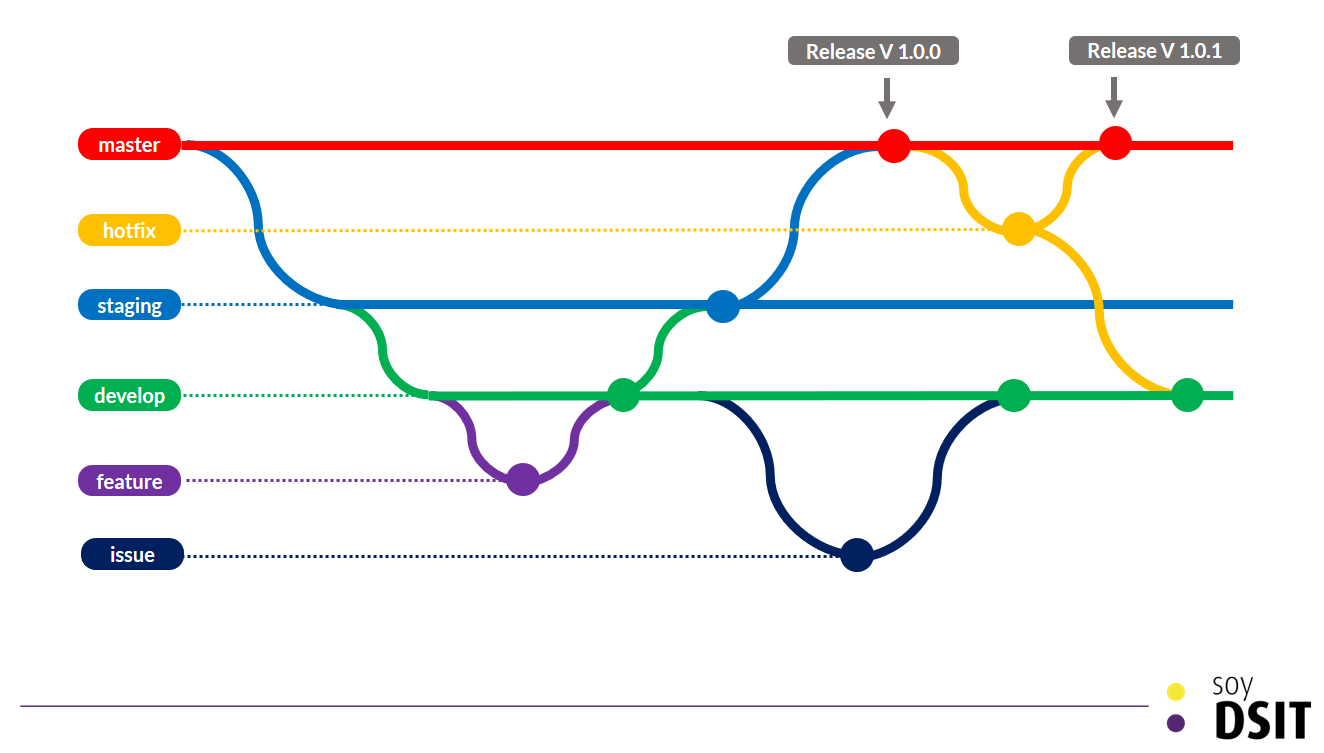 Release V 1.0.0
Release V 1.0.1
master
hotfix
staging
develop
feature
issue
soy
DSIT